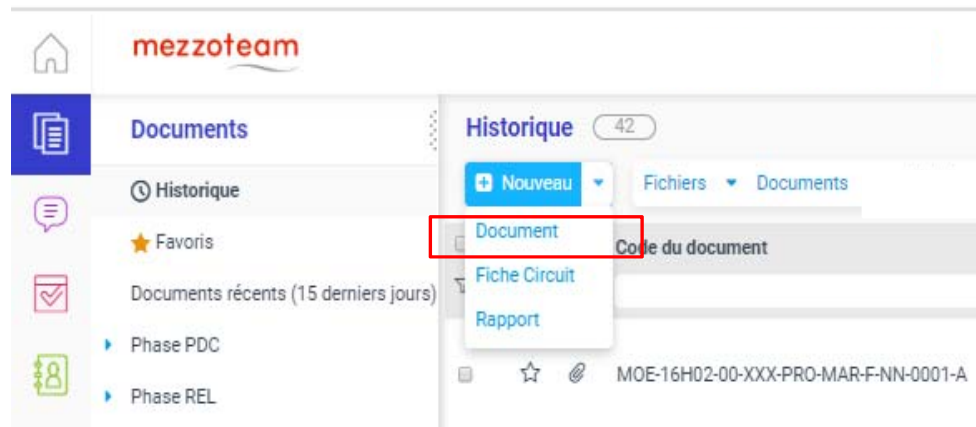 mezzoteam
Documents
Historique 42
Historique
Nouveau Fichiers Documents
Favoris
Document
Code du document
Documents récents (15 derniers jours)
Fiche Circuit
Rapport
Phase PDC
MOE-16H02-00-XXX-PRO-MAR-F-NN-0001-A
Phase REL